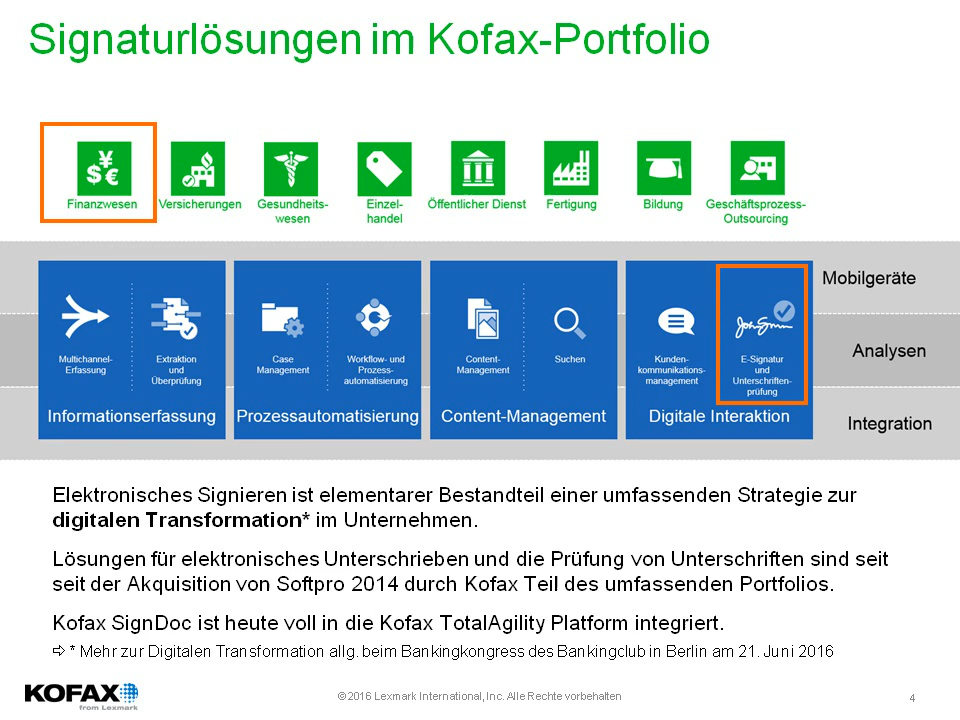 Signaturlösungen im Kofax-Portfolio
¥
$ €
Finanzwesen
Versicherungen
Gesundheits-
wesen
Einzel-
handel
Öffentlicher Dienst
Fertigung
Bildung
Geschäftsprozess-
Outsourcing
Multichannel-
Erfassung
Extraktion
und
Überprüfung
Informationserfassung
Case
Management
Workflow- und
Prozess-
automatisierung
Prozessautomatisierung
Content-
Management
Suchen
Content-Management
Kunden-
kommunikations-
management
John Smith
E-Signatur
und
Unterschriften-
prüfung
Digitale Interaktion
Mobilgeräte
Analysen
Integration
Elektronisches Signieren ist elementarer Bestandteil einer umfassenden Strategie zur
digitalen Transformation* im Unternehmen.
Lösungen für elektronisches Unterschrieben und die Prüfung von Unterschriften sind seit
seit der Akquisition von Softpro 2014 durch Kofax Teil des umfassenden Portfolios.
Kofax SignDoc ist heute voll in die Kofax TotalAgility Platform integriert.
⇨ * Mehr zur Digitalen Transformation allg. beim Bankingkongress des Bankingclub in Berlin am 21. Juni 2016
KOFAX
from Lexmark
©2016 Lexmark International, Inc. Alle Rechte vorbehalten
4